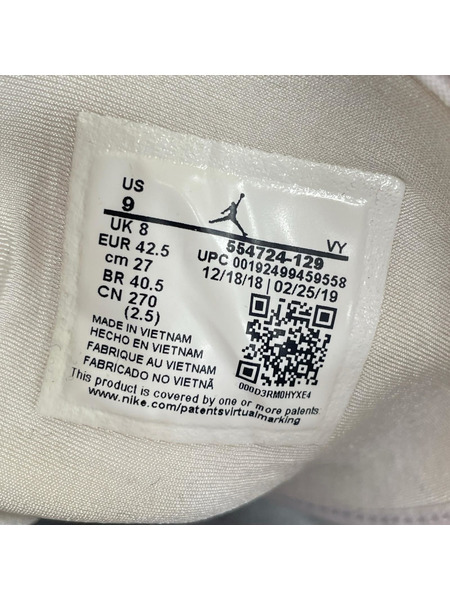 US
9
VY
UK 8
554724-129
EUR 42.5
UPC 00192499459558
cm 27
12/18/18 | 02/25/19
BR 40.5
CN 270
(2.5)
MADE IN VIETNAM
HECHO EN VIETNAM
FABRIQUE AU VIETNAM
FABRICADO NO VIETNÃ
000D3RM0HYXE4
This product is covered by one or more patents
www.nike.com/patentsvirtualmarking